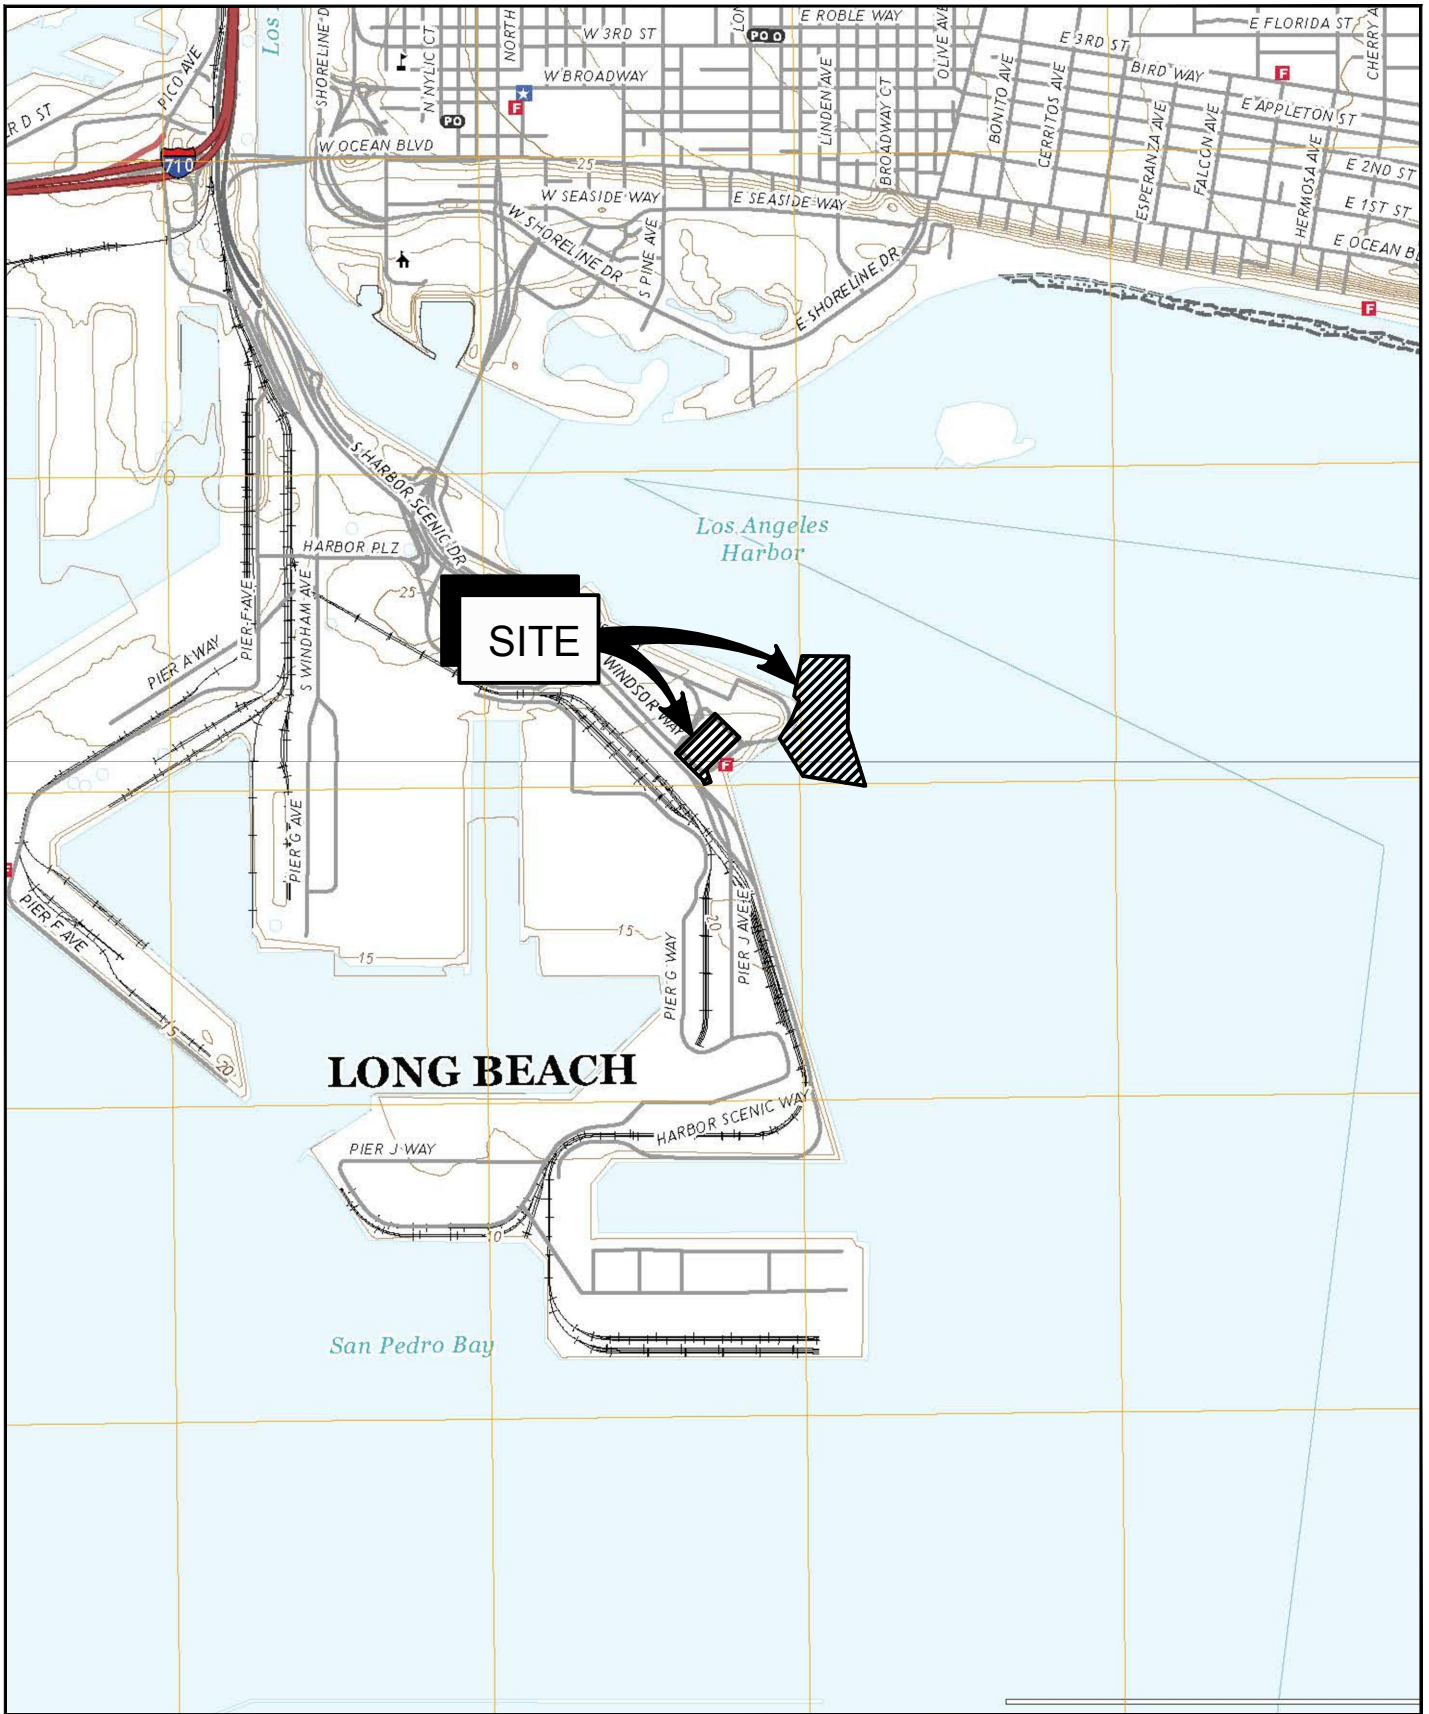 E ROBLE WAY
E FLORIDA ST
W 3RD ST
PO
E 3RD ST
Los
PICO AVE
SHORELINE D
N NYLIC CT
NORTH
LON
OLIVE AVE
CHERRY A
BIRD WAY
W BROADWAY
F
F
E APPLETON ST
R D ST
PO
LINDEN AVE
BROADWAY CT
BONITO AVE
CERRITOS AVE
ESPERANZA AVE
FALCON AVE
HERMOSA AVE
W OCEAN BLVD
710
25
E 2ND ST
W SEASIDE WAY
E SEASIDE WAY
E 1ST ST
W SHORELINE DR
S PINE AVE
E SHORELINE DR
E OCEAN BL
F
S HARBOR SCENIC DR
Los Angeles
Harbor
HARBOR PLZ
25
PIER F AVE
S WINDHAM AVE
SITE
PIER A WAY
WINDSOR WAY
F
PIER G AVE
F
PIER F AVE
15
15
20
PIER G WAY
PIER J AVE E
15
20
LONG BEACH
HARBOR SCENIC WAY
PIER J WAY
10
San Pedro Bay